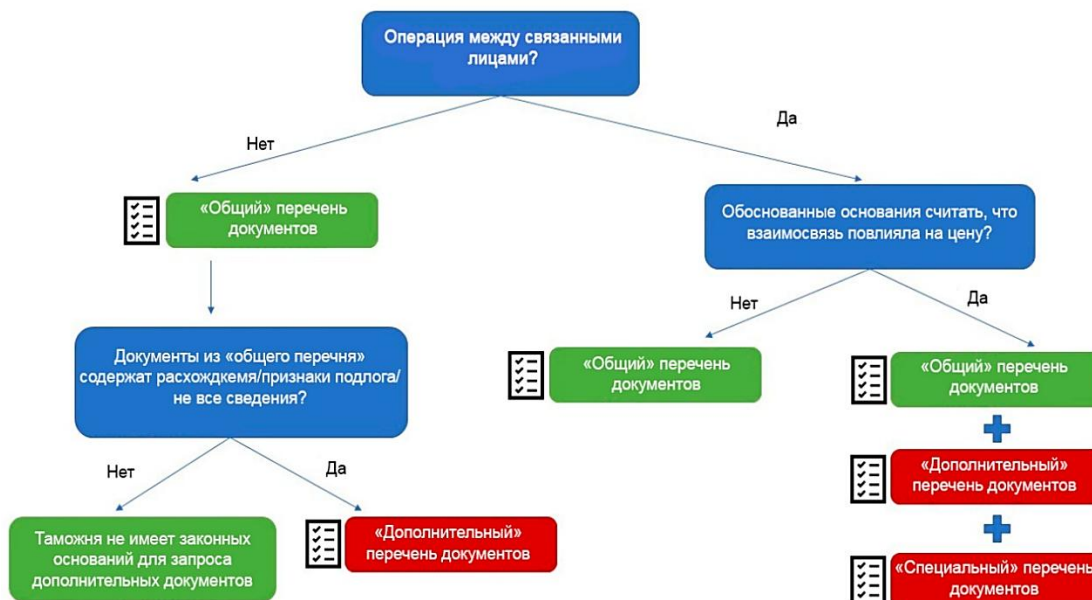 Операция между связанными
лицами?
Нет
Да
«Общий» перечень
документов
Обоснованные основания считать, что
взаимосвязь повлияла на цену?
Нет
Да
Документы из «общего перечня»
содержат расхождкемя/признаки подлога/
не все сведения?
«Общий» перечень
документов
«Общий» перечень
документов
Нет
Да
«Дополнительный»
перечень документов
Таможня не имеет законных
оснований для запроса
дополнительных документов
«Дополнительный»
перечень документов
«Специальный» перечень
документов